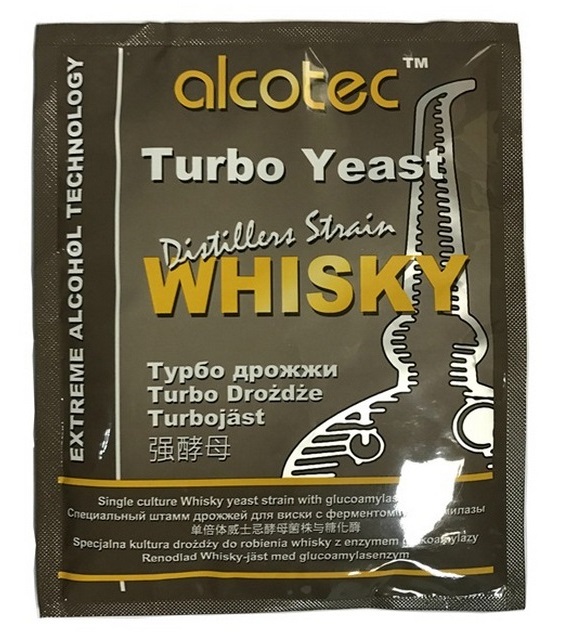 alcotec™
Turbo Yeast
Distillers Strain
WHISKY
EXTREME ALCOHOL TECHNOLOGY
Турбо дрожжи
Turbo Drożdże
Turbojäst
强酵母
Single culture Whisky yeast strain with
Специальный штамм дрожжей для виски с
单倍体威士忌酵母菌株与糖化酶
Specjalna kultura drożdży do robienia whisky z enzymem
Renodlad Whisky-jäst med glucoamylasenzym